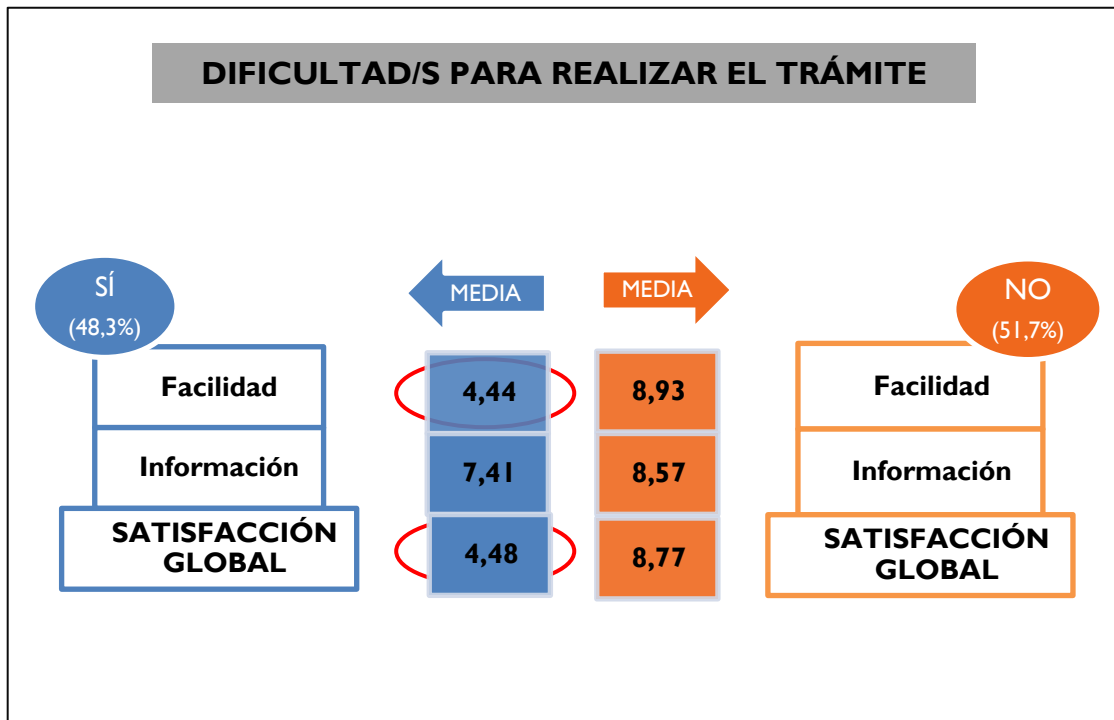 DIFICULTAD/S PARA REALIZAR EL TRÁMITE
SÍ
(48,3%)
MEDIA
MEDIA
NO
(51,7%)
Facilidad
4,44
8,93
Facilidad
Información
7,41
8,57
Información
SATISFACCIÓN
GLOBAL
4,48
8,77
SATISFACCIÓN
GLOBAL